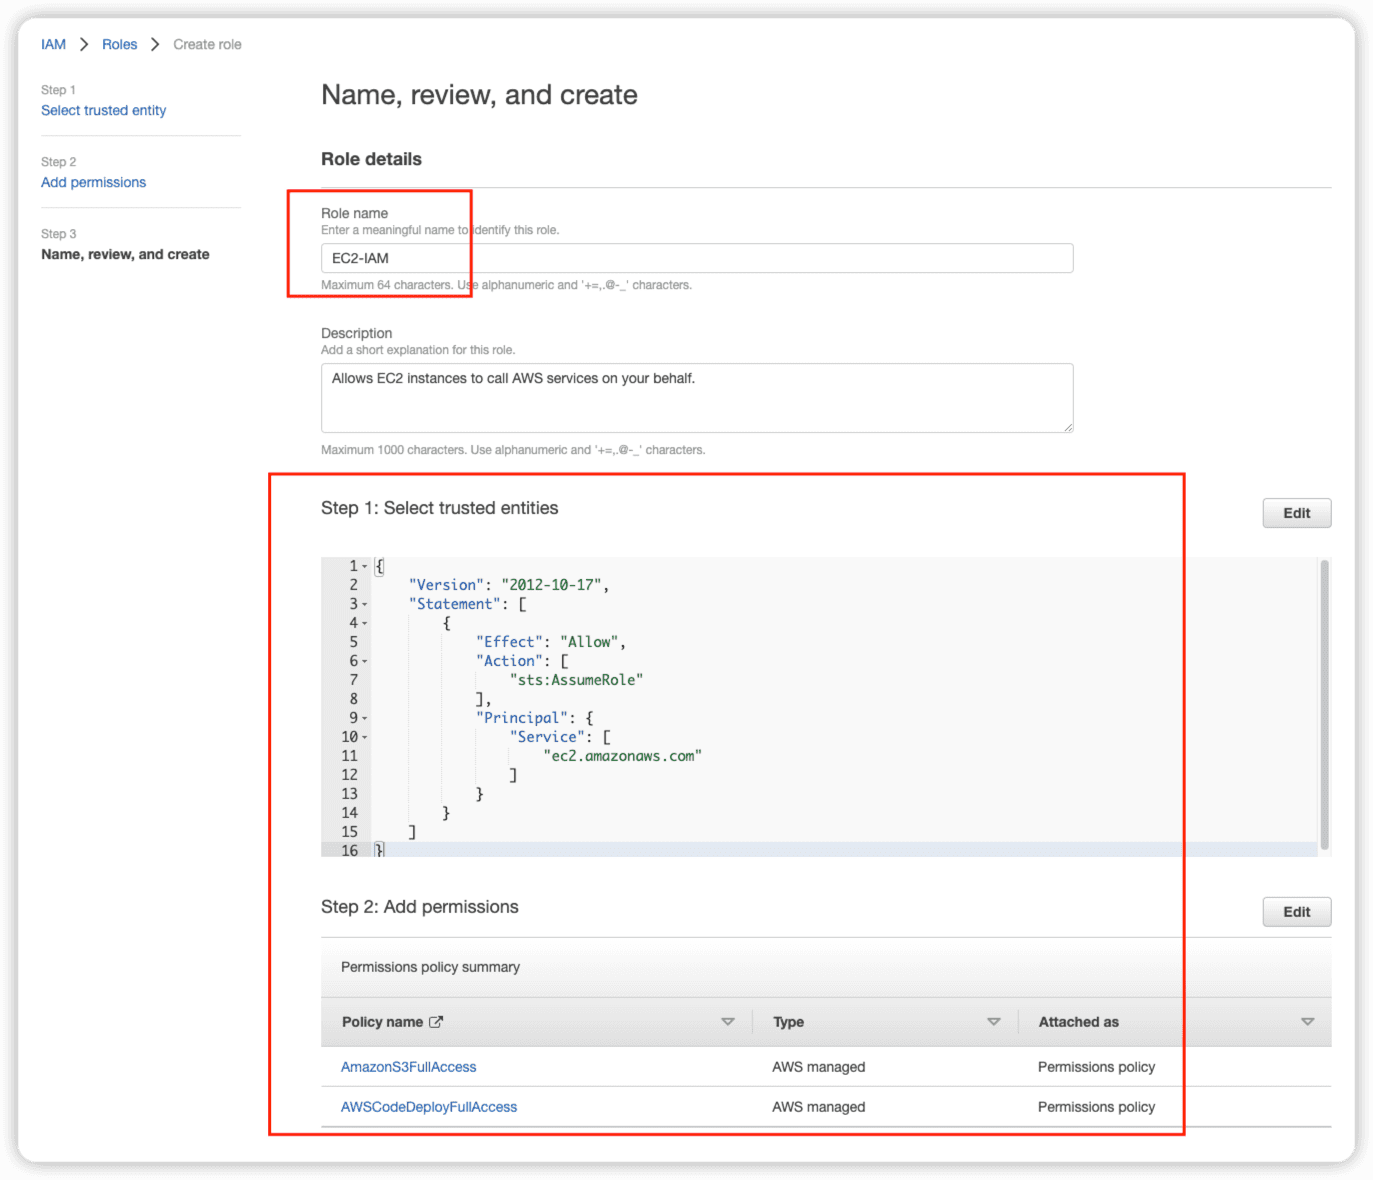 IAM > Roles > Create role
Step 1
Select trusted entity
Step 2
Add permissions
Step 3
Name, review, and create
Name, review, and create
Role details
Role name
Enter a meaningful name to identify this role.
EC2-IAM
Maximum 64 characters. Use alphanumeric and '+=,.@-_' characters.
Description
Add a short explanation for this role.
Allows EC2 instances to call AWS services on your behalf.
Maximum 1000 characters. Use alphanumeric and '+=,.@-_' characters.
Step 1: Select trusted entities
Edit
1 {
2     "Version": "2012-10-17",
3     "Statement": [
4         {
5             "Effect": "Allow",
6             "Action": [
7                 "sts:AssumeRole"
8             ],
9             "Principal": {
10                 "Service": [
11                     "ec2.amazonaws.com"
12                 ]
13             }
14         }
15     ]
16 }
Step 2: Add permissions
Edit
Permissions policy summary
Policy name Type Attached as
AmazonS3FullAccess AWS managed Permissions policy
AWSCodeDeployFullAccess AWS managed Permissions policy